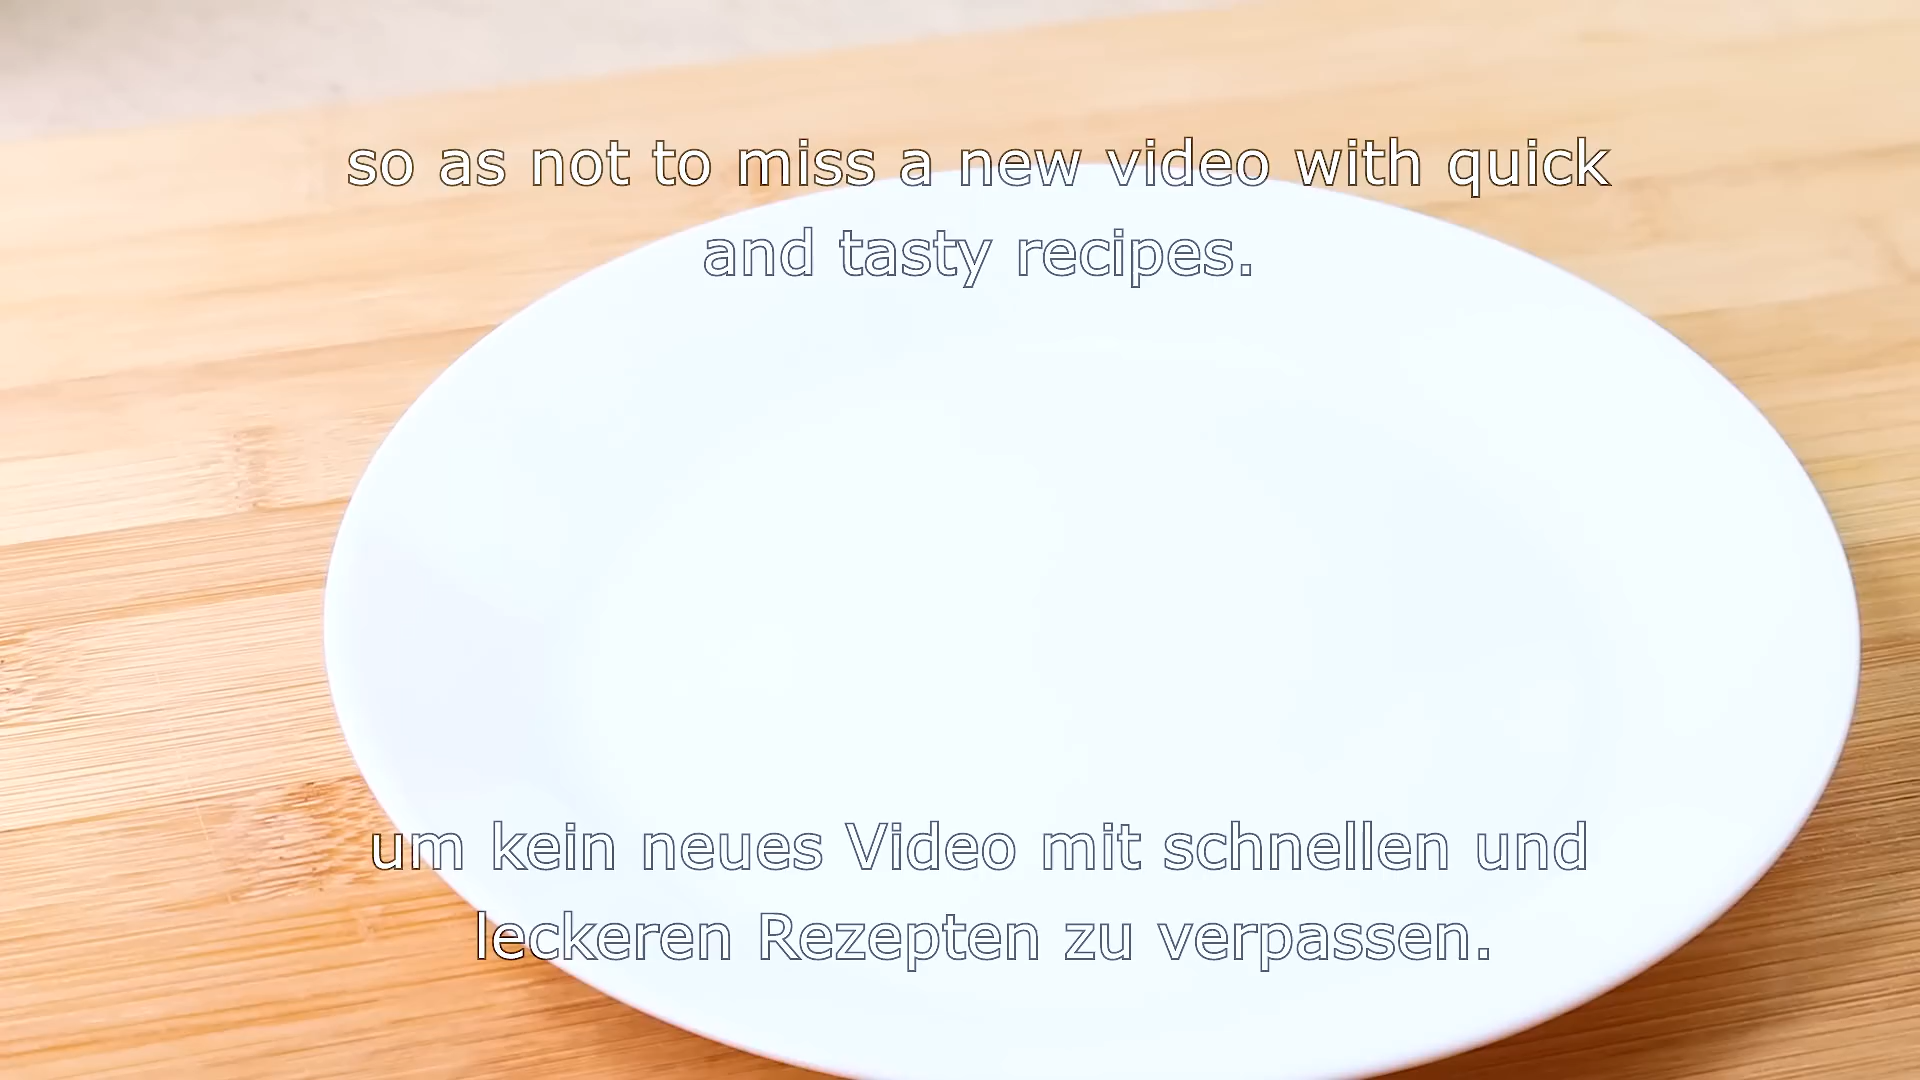 so as not to miss a new video with quick
and tasty recipes.
um kein neues Video mit schnellen und
leckeren Rezepten zu verpassen.